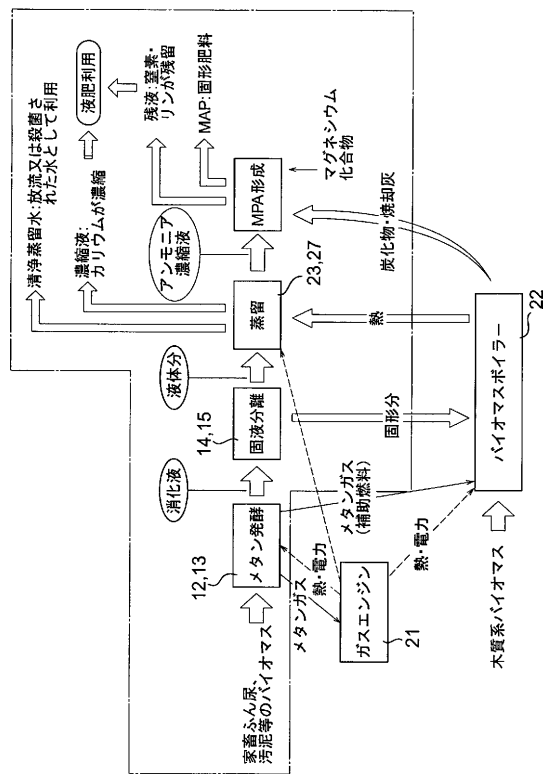 清浄蒸留水:放流又は殺菌さ
れた水として利用
濃縮液:
カリウムが濃縮
液肥利用
残液:窒素・
リンが残留
MAP:固形肥料
消化液
液体分
アンモニア
濃縮液
家畜ふん尿、
汚泥等のバイオマス
メタン発酵
12,13
固液分離
14,15
蒸留
23,27
MPA形成
マグネシウム
化合物
メタンガス
熱・電力
メタンガス
(補助燃料)
固形分
熱
炭化物・焼却灰
ガスエンジン
21
熱・電力
木質系バイオマス
バイオマスボイラー
22